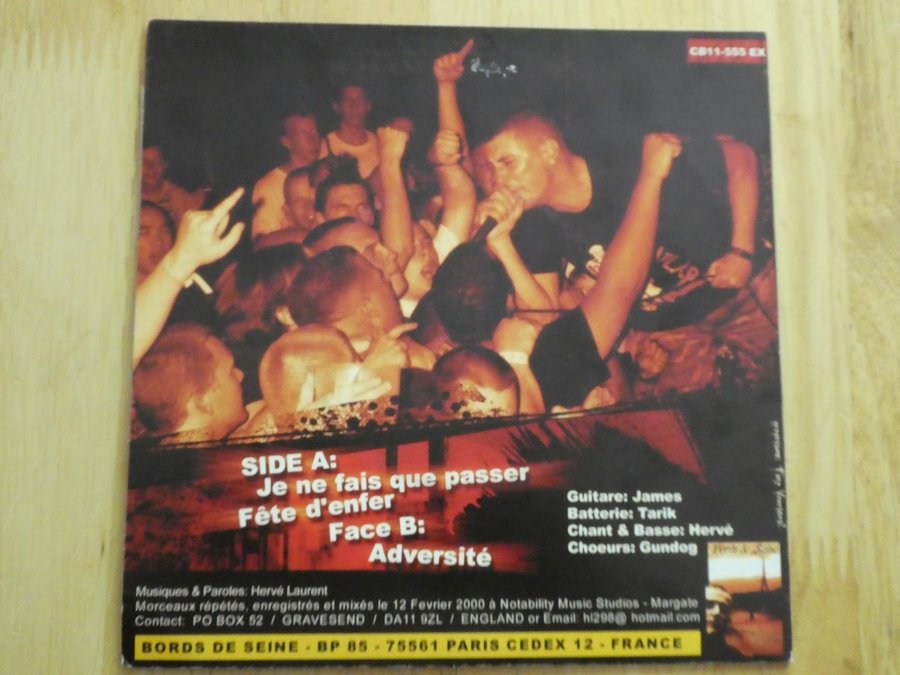 CB11-555 EX
SIDE A:
Je ne fais que passer
Fête d'enfer
Face B:
Adversité
Guitare: James
Batterie: Tarik
Chant & Basse: Hervé
Choeurs: Gundog
Musiques & Paroles: Hervé Laurent
Morceaux répétés, enregistrés et mixés le 12 Fevrier 2000 à Notability Music Studios - Margate
Contact: PO BOX 52 / GRAVESEND / DA11 9ZL / ENGLAND or Email: hl298@ hotmail.com
BORDS DE SEINE - BP 85 - 75561 PARIS CEDEX 12 - FRANCE